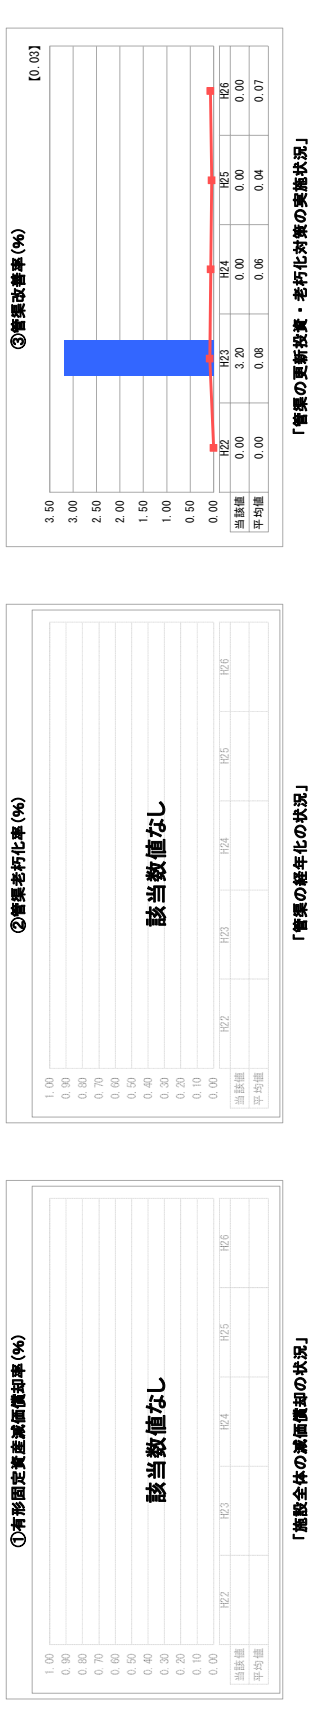 ①有形固定資産減価償却率(%)
1.00
0.90
0.80
0.70
0.60
0.50
0.40
0.30
0.20
0.10
0.00
該当数値なし
H22 H23 H24 H25 H26
当該値
平均値
「施設全体の減価償却の状況」
②管渠老朽化率(%)
1.00
0.90
0.80
0.70
0.60
0.50
0.40
0.30
0.20
0.10
0.00
該当数値なし
H22 H23 H24 H25 H26
当該値
平均値
「管渠の経年化の状況」
③管渠改善率(%)
【0.03】
3.50
3.00
2.50
2.00
1.50
1.00
0.50
0.00
H22 H23 H24 H25 H26
当該値 0.00 3.20 0.00 0.00 0.00
平均値 0.00 0.08 0.06 0.04 0.07
「管渠の更新投資・老朽化対策の実施状況」